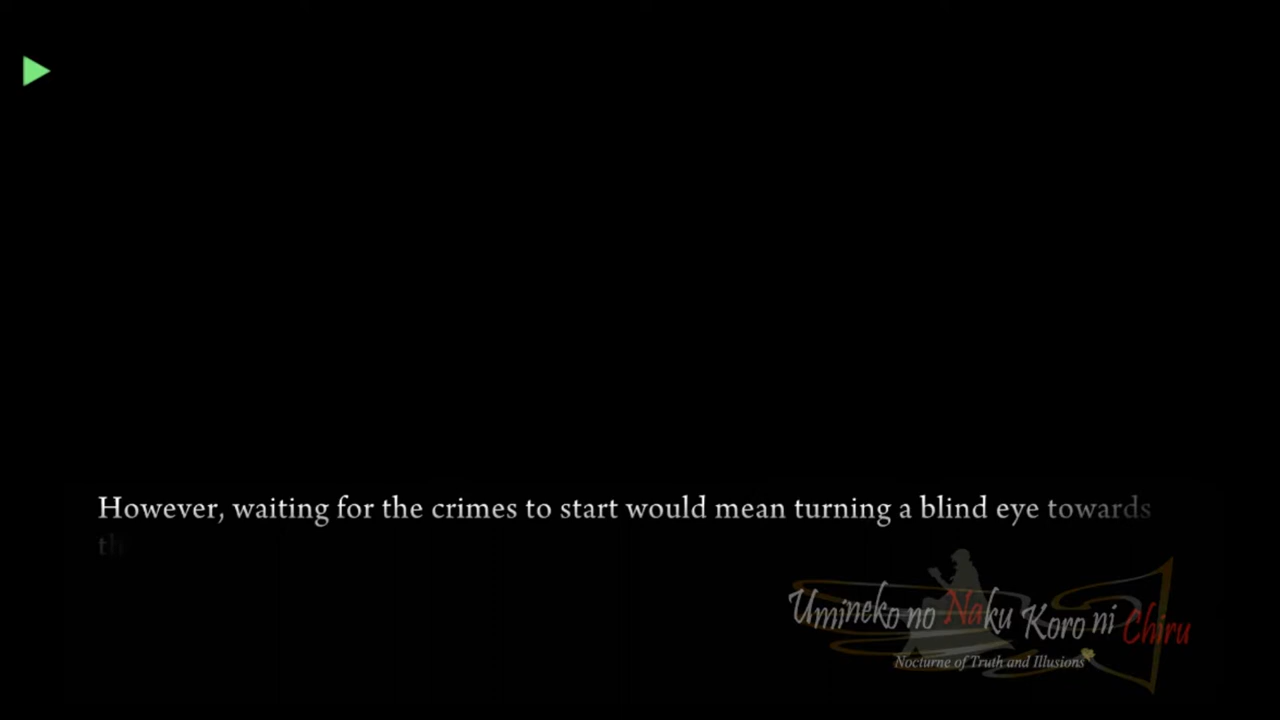 However, waiting for the crimes to start would mean turning a blind eye towards
Umineko no Naku Koro ni Chiru
Nocturne of Truth and Illusions